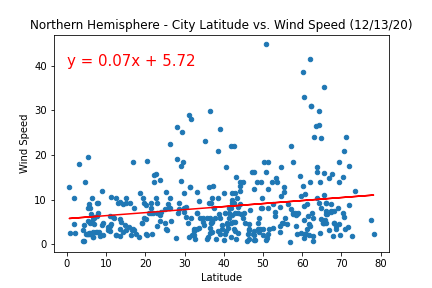 Northern Hemisphere - City Latitude vs. Wind Speed (12/13/20)
y = 0.07x + 5.72
40
30
20
10
0
Wind Speed
0 10 20 30 40 50 60 70 80
Latitude